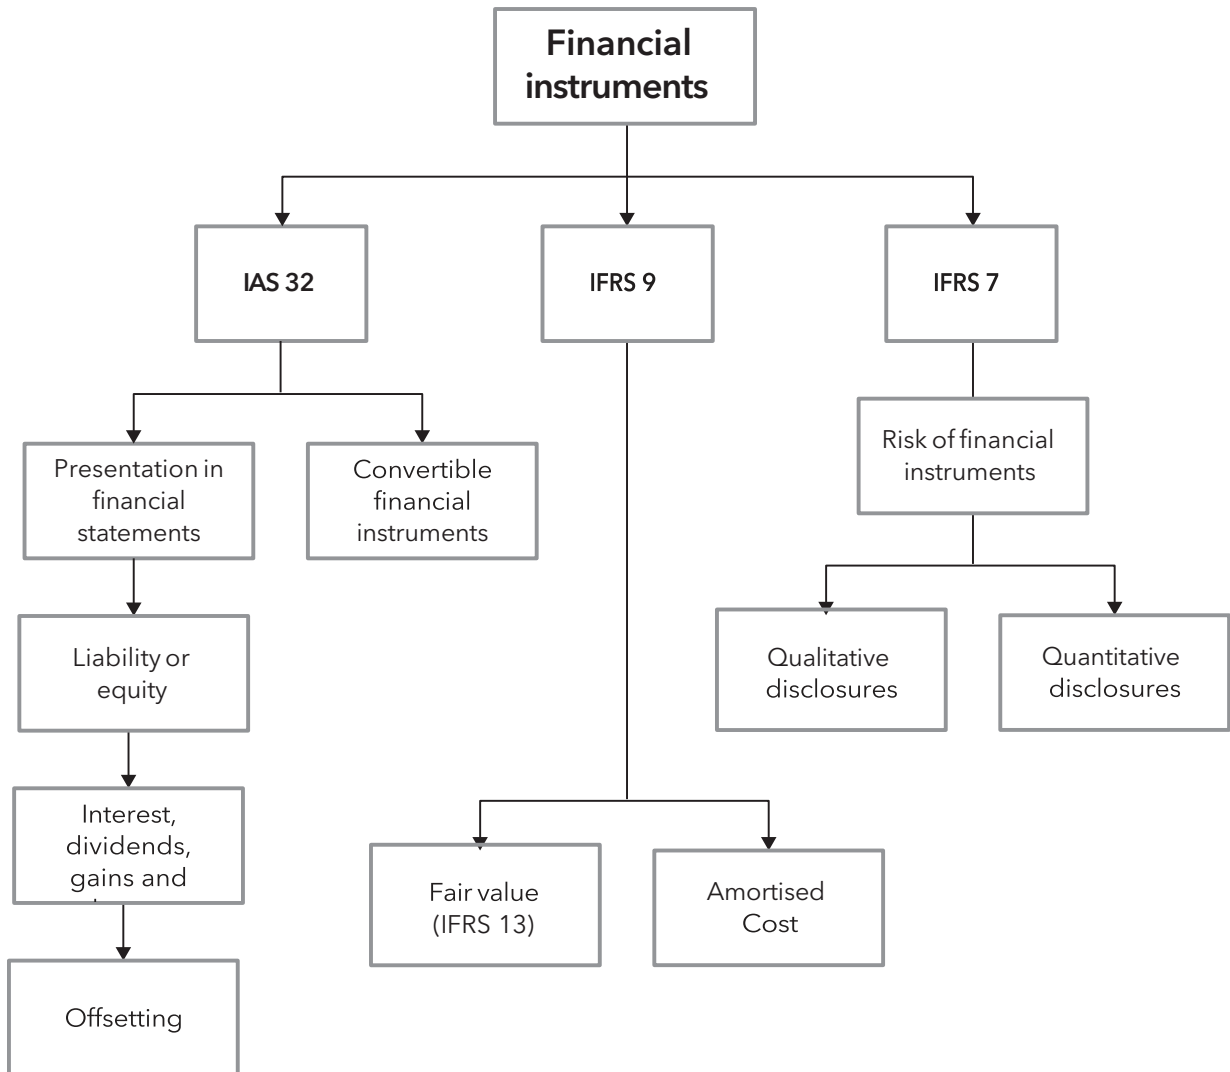 Financial
instruments
IAS 32
IFRS 9
IFRS 7
Presentation in
financial
statements
Convertible
financial
instruments
Risk of financial
instruments
Liability or
equity
Qualitative
disclosures
Quantitative
disclosures
Interest,
dividends,
gains and
Fair value
(IFRS 13)
Amortised
Cost
Offsetting